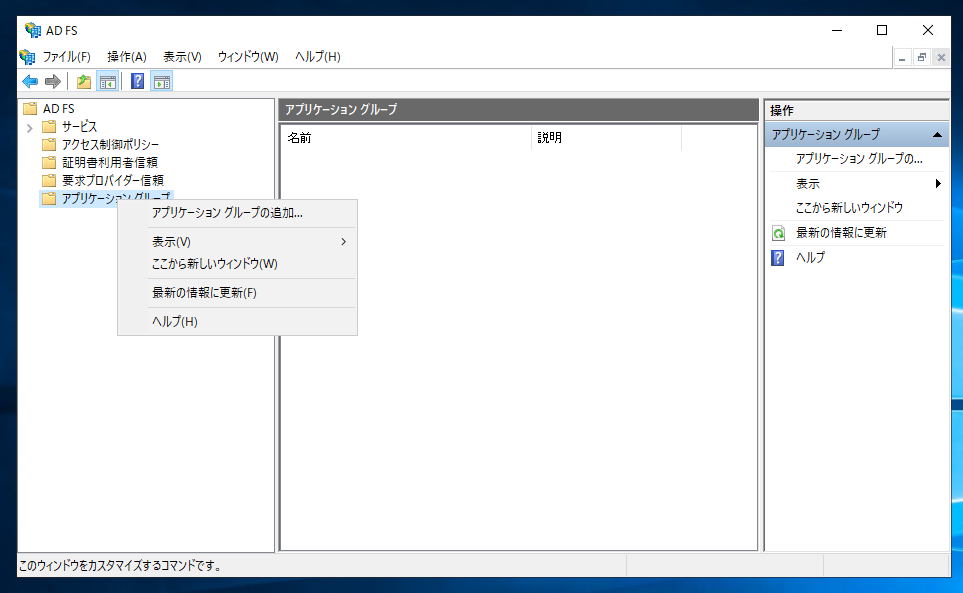 AD FS
ファイル(F) 操作(A) 表示(V) ウィンドウ(W) ヘルプ(H)
AD FS
サービス
アクセス制御ポリシー
証明書利用者信頼
要求プロバイダー信頼
アプリケーション グループ
アプリケーション グループの追加...
表示(V)
ここから新しいウィンドウ(W)
最新の情報に更新(F)
ヘルプ(H)
アプリケーション グループ
名前 説明
操作
アプリケーション グループ
アプリケーション グループの...
表示
ここから新しいウィンドウ
最新の情報に更新
ヘルプ
このウィンドウをカスタマイズするコマンドです。